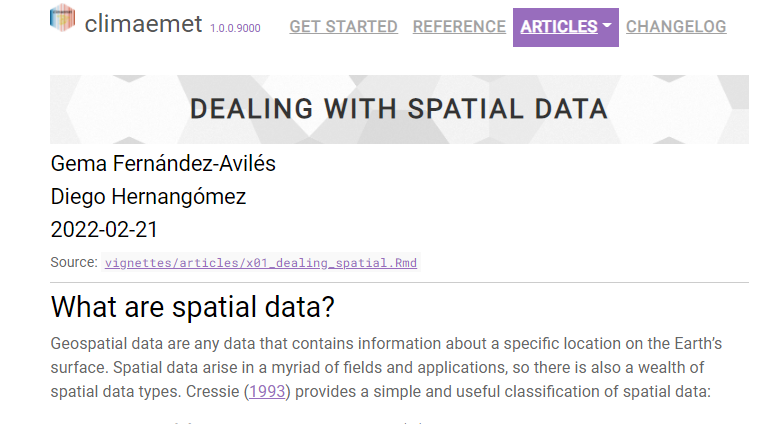 climaemet 1.0.0.9000 GET STARTED REFERENCE ARTICLES CHANGELOG
DEALING WITH SPATIAL DATA
Gema Fernández-Avilés
Diego Hernangómez
2022-02-21
Source: vignettes/articles/x01_dealing_spatial.Rmd
What are spatial data?
Geospatial data are any data that contains information about a specific location on the Earth’s
surface. Spatial data arise in a myriad of fields and applications, so there is also a wealth of
spatial data types. Cressie (1993) provides a simple and useful classification of spatial data: